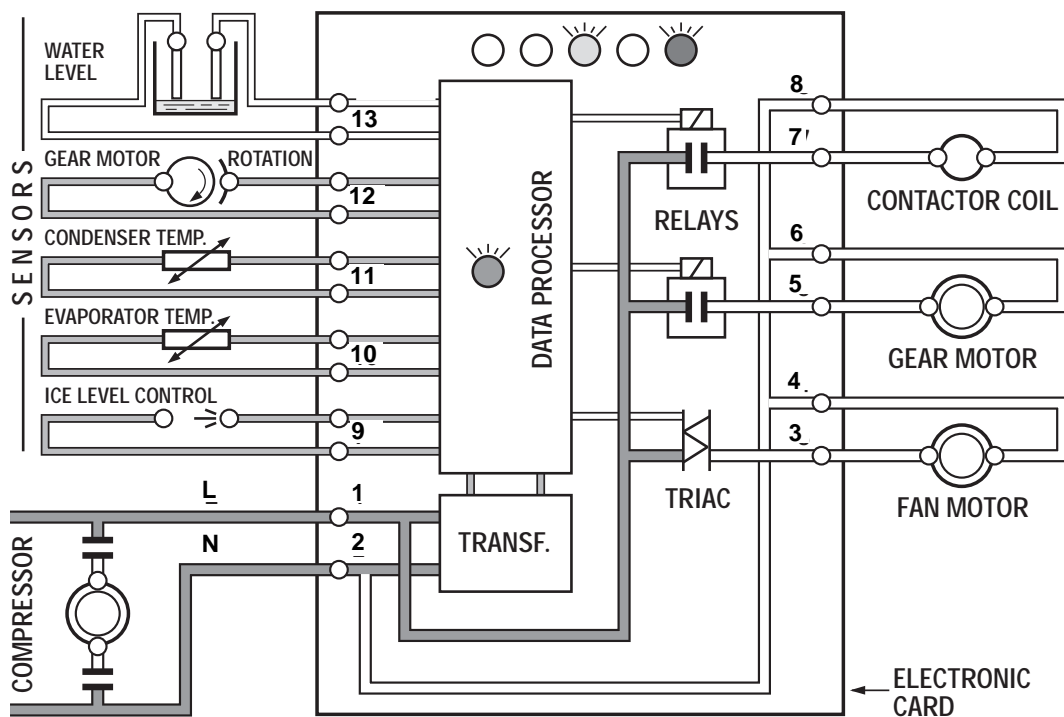 SENSORS
WATER
LEVEL
13
GEAR MOTOR
ROTATION
12
CONDENSER TEMP.
11
EVAPORATOR TEMP.
10
ICE LEVEL CONTROL
9
L
1
N
2
COMPRESSOR
DATA PROCESSOR
TRANSF.
RELAYS
TRIAC
8
7
CONTACTOR COIL
6
5
GEAR MOTOR
4
3
FAN MOTOR
ELECTRONIC
CARD